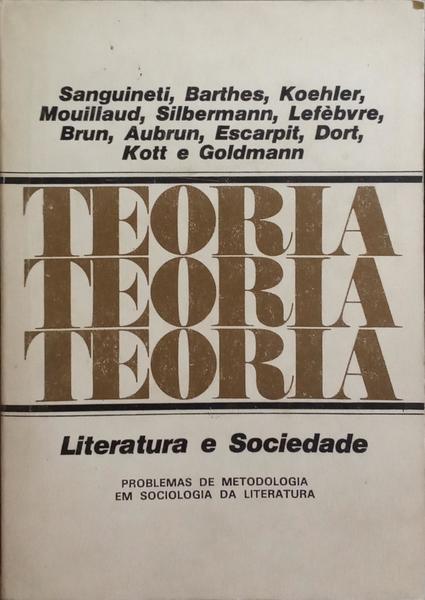 Sanguineti, Barthes, Koehler,
Mouillaud, Silbermann, Lefèbvre,
Brun, Aubrun, Escarpit, Dort,
Kott e Goldmann
TEORIA
TEORIA
TEORIA
Literatura e Sociedade
PROBLEMAS DE METODOLOGIA
EM SOCIOLOGIA DA LITERATURA